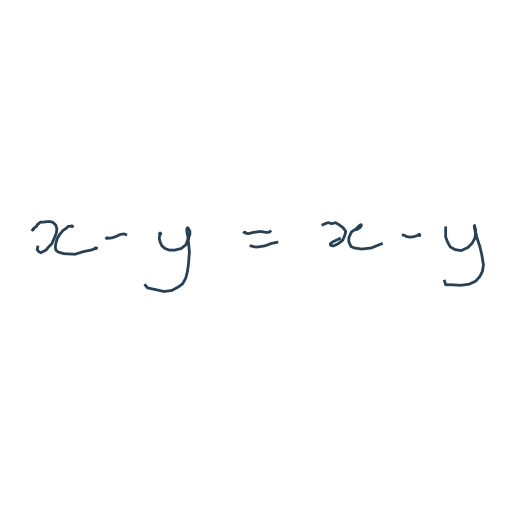 x - y = x - y